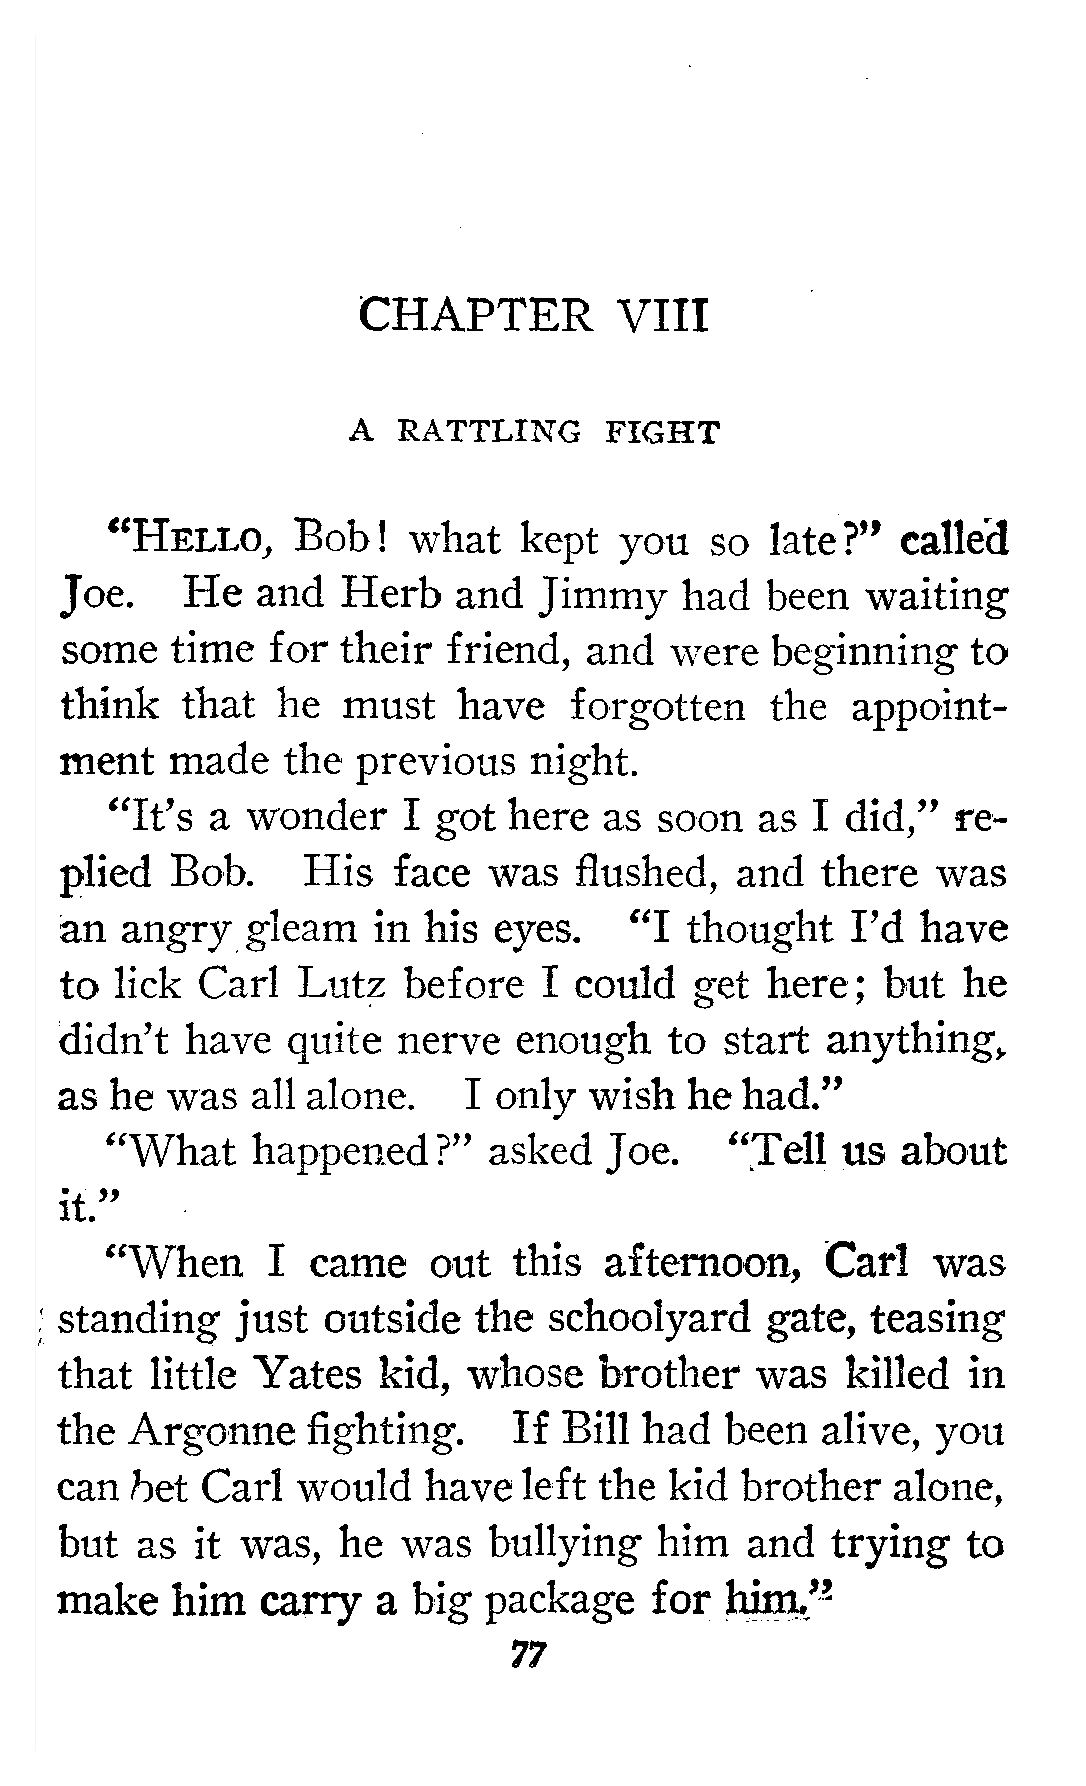 CHAPTER VIII
A RATTLING FIGHT
“HELLO, Bob! what kept you so late?” called
Joe. He and Herb and Jimmy had been waiting
some time for their friend, and were beginning to
think that he must have forgotten the appoint-
ment made the previous night.
“It’s a wonder I got here as soon as I did,” re-
plied Bob. His face was flushed, and there was
an angry gleam in his eyes. “I thought I’d have
to lick Carl Lutz before I could get here; but he
didn’t have quite nerve enough to start anything,
as he was all alone. I only wish he had.”
“What happened?” asked Joe. “Tell us about
it.”
“When I came out this afternoon, Carl was
standing just outside the schoolyard gate, teasing
that little Yates kid, whose brother was killed in
the Argonne fighting. If Bill had been alive, you
can bet Carl would have left the kid brother alone,
but as it was, he was bullying him and trying to
make him carry a big package for him.”
77